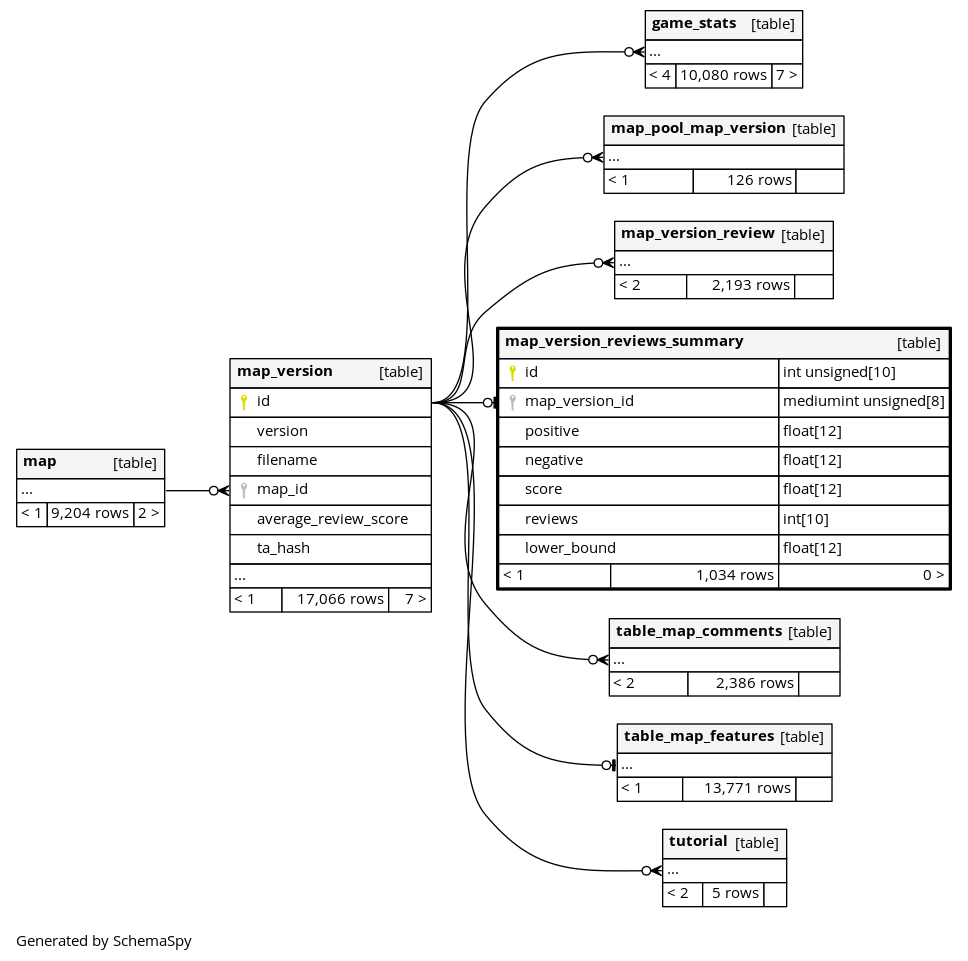 game_stats [table]
...
< 4 10,080 rows 7 >
map_pool_map_version [table]
...
< 1 126 rows
map_version_review [table]
...
< 2 2,193 rows
map_version_reviews_summary [table]
id int unsigned[10]
map_version_id mediumint unsigned[8]
positive float[12]
negative float[12]
score float[12]
reviews int[10]
lower_bound float[12]
< 1 1,034 rows 0 >
map_version [table]
id
version
filename
map_id
average_review_score
ta_hash
...
< 1 17,066 rows 7 >
map [table]
...
< 1 9,204 rows 2 >
table_map_comments [table]
...
< 2 2,386 rows
table_map_features [table]
...
< 1 13,771 rows
tutorial [table]
...
< 2 5 rows
Generated by SchemaSpy